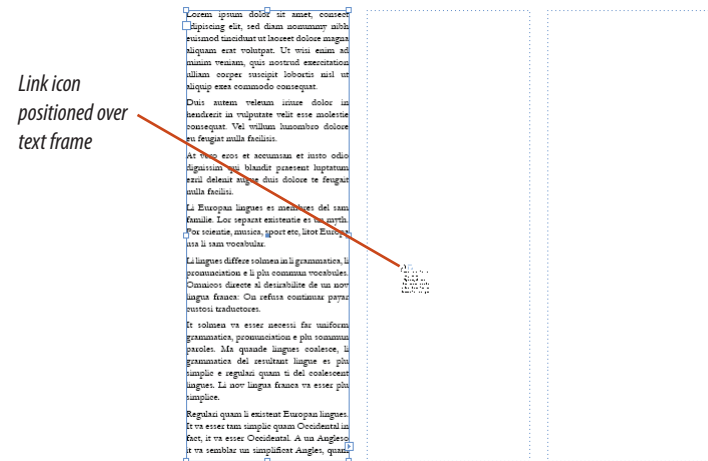 Link icon
positioned over
text frame
Lorem ipsum dolor sit amet, consect
adipiscing elit, sed diam nonummy nibh
euismod tincidunt ut laoreet dolore magna
aliquam erat volutpat. Ut wisi enim ad
minim veniam, quis nostrud exercitation
ulliam corper suscipit lobortis nisl ut
aliquip exea commodo consequat.
Duis autem veleum iriure dolor in
hendrerit in vulputate velit esse molestie
consequat. Vel willum lunombro dolore
eu feugiat nulla facilisis.
At vero eros et accumsan et iusto odio
dignissim qui blandit praesent luptatum
ezril delenit augue duis dolore te feugait
nulla facilisi.
Li Europan lingues es membres del sam
familie. Lor separat existentie es un myth.
Por scientie, musica, sport etc, litot Europa
usa li sam vocabular.
Li lingues differe solmen in li grammatica, li
pronunciation e li plu commun vocabules.
Omnicos directe al desirabilite de un nov
lingua franca: On refusa continuar payar
custosi traductores.
It solmen va esser necessi far uniform
grammatica, pronunciation e plu sommun
paroles. Ma quande lingues coalesce, li
grammatica del resultant lingue es plu
simplic e regulari quam ti del coalescent
lingues. Li nov lingua franca va esser plu
simplice.
Regulari quam li existent Europan lingues.
It va esser tam simplic quam Occidental in
fact, it va esser Occidental. A un Angleso
it va semblar un simplificat Angles, quam